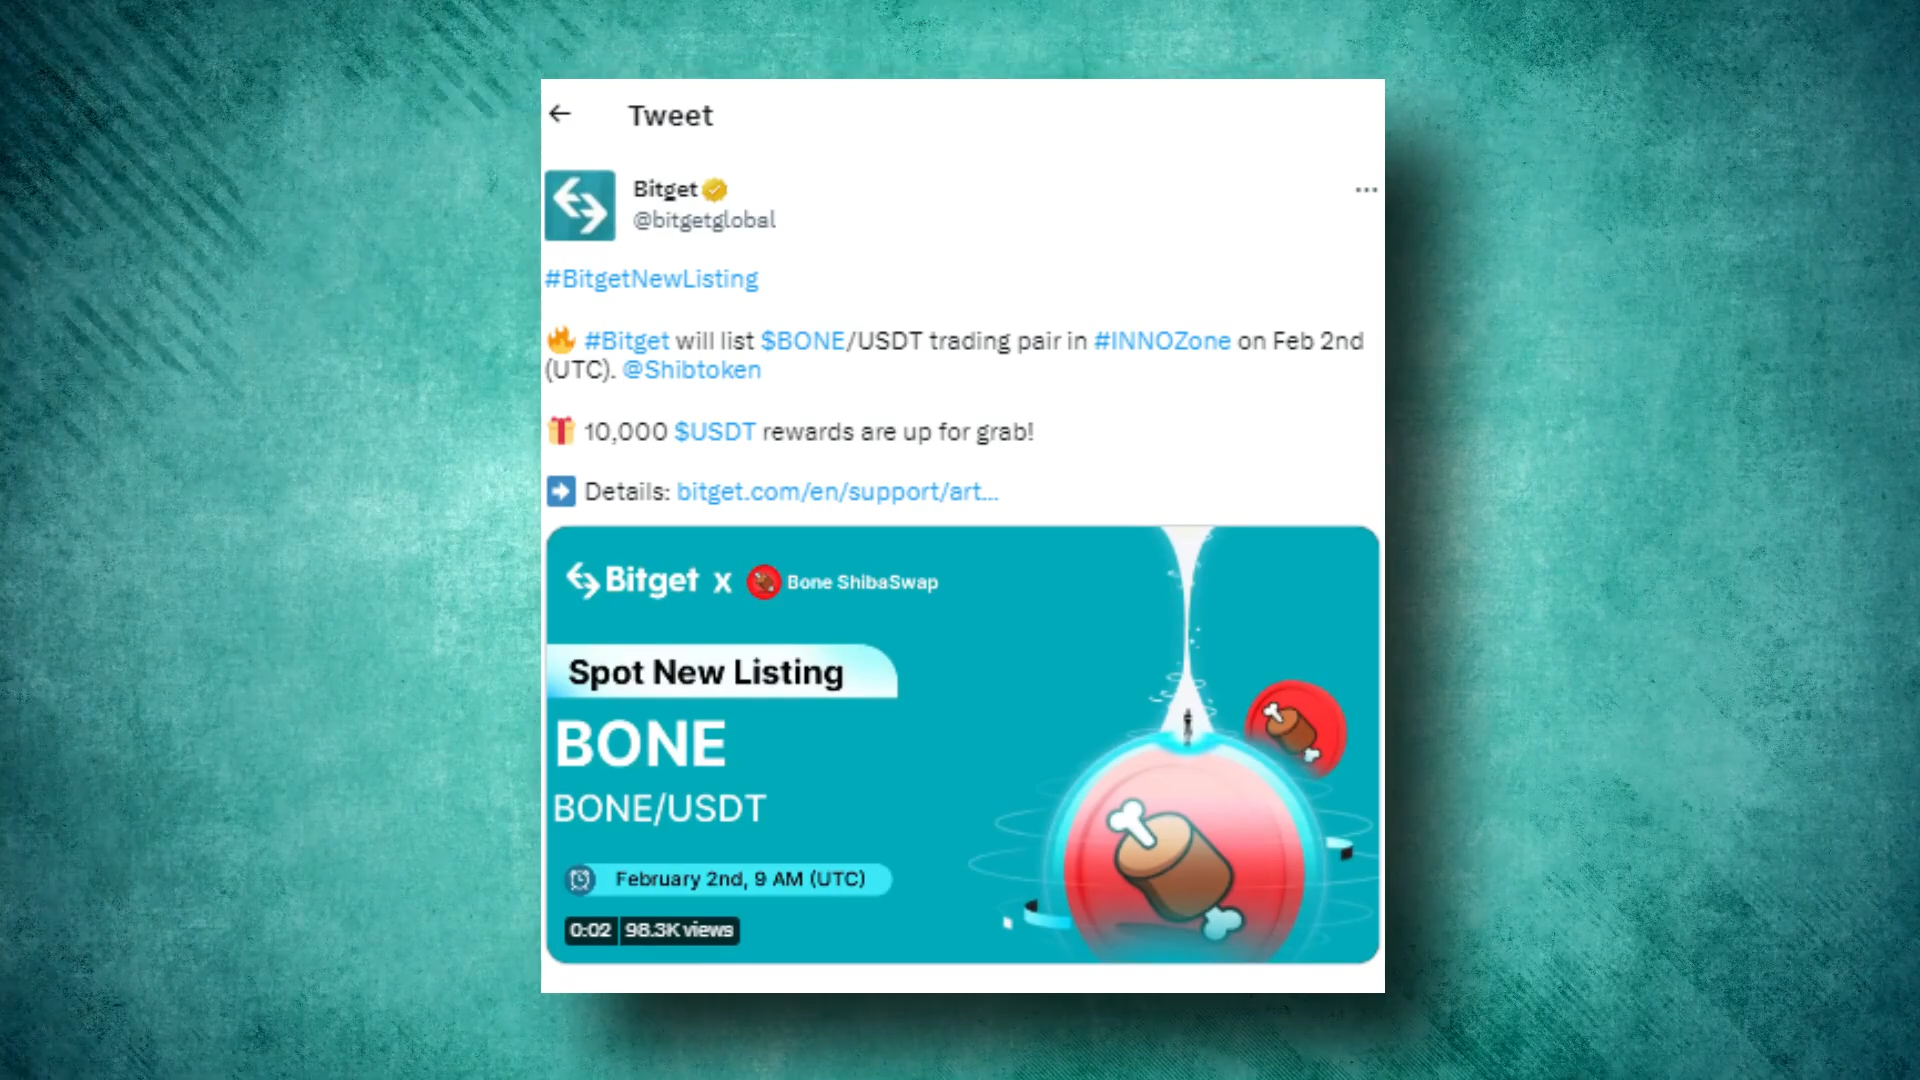 ← Tweet
Bitget
@bitgetglobal
#BitgetNewListing
🔥 #Bitget will list $BONE/USDT trading pair in #INNOZone on Feb 2nd
(UTC). @Shibtoken
🎁 10,000 $USDT rewards are up for grab!
➡️ Details: bitget.com/en/support/art...
Bitget X Bone ShibaSwap
Spot New Listing
BONE
BONE/USDT
February 2nd, 9 AM (UTC)
0:02 98.3K views